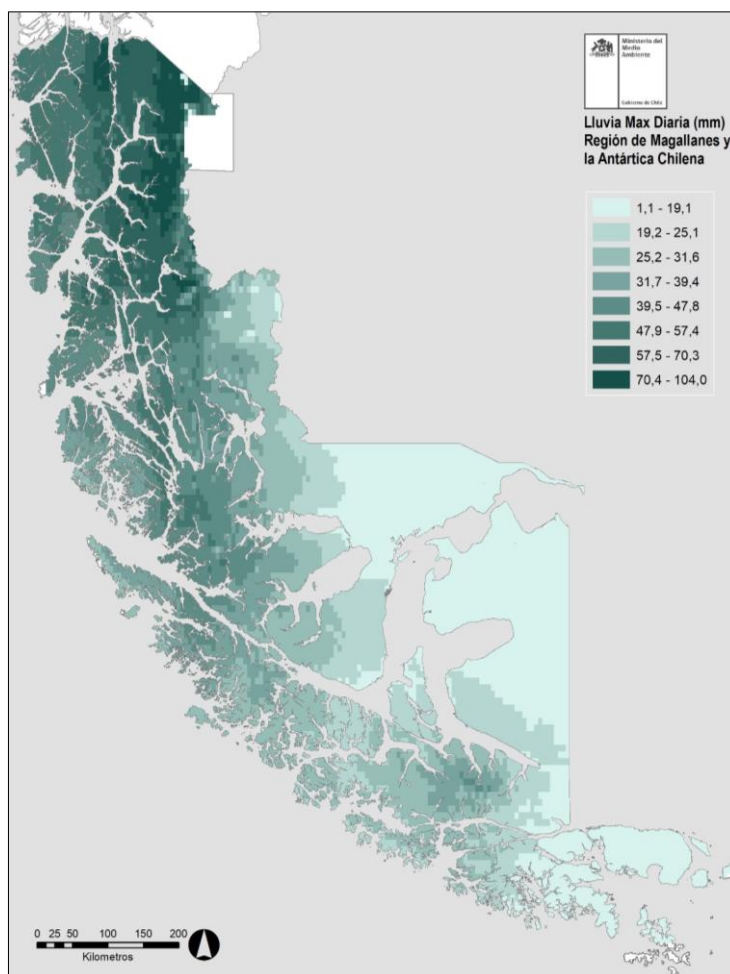 Ministerio del
Medio
Ambiente
Gobierno de Chile
Lluvia Max Diaria (mm)
Región de Magallanes y
la Antártica Chilena
1,1 - 19,1
19,2 - 25,1
25,2 - 31,6
31,7 - 39,4
39,5 - 47,8
47,9 - 57,4
57,5 - 70,3
70,4 - 104,0
0 25 50 100 150 200
Kilometros